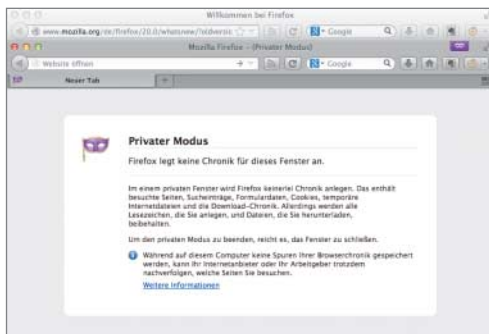 Willkommen bei Firefox
www.mozilla.org/de/firefox/20.0/whatsnew/?oldversio
Google
Mozilla Firefox – (Privater Modus)
Website öffnen
Google
Neuer Tab
Privater Modus
Firefox legt keine Chronik für dieses Fenster an.
In einem privaten Fenster wird Firefox keinerlei Chronik anlegen. Das enthält
besuchte Seiten, Sucheinträge, Formulardaten, Cookies, temporäre
Internetdateien und die Download-Chronik. Allerdings werden alle
Lesezeichen, die Sie anlegen, und Dateien, die Sie herunterladen,
beibehalten.
Um den privaten Modus zu beenden, reicht es, das Fenster zu schließen.
Während auf diesem Computer keine Spuren Ihrer Browserchronik gespeichert
werden, kann Ihr Internetanbieter oder Ihr Arbeitgeber trotzdem
nachverfolgen, welche Seiten Sie besuchen.
Weitere Informationen